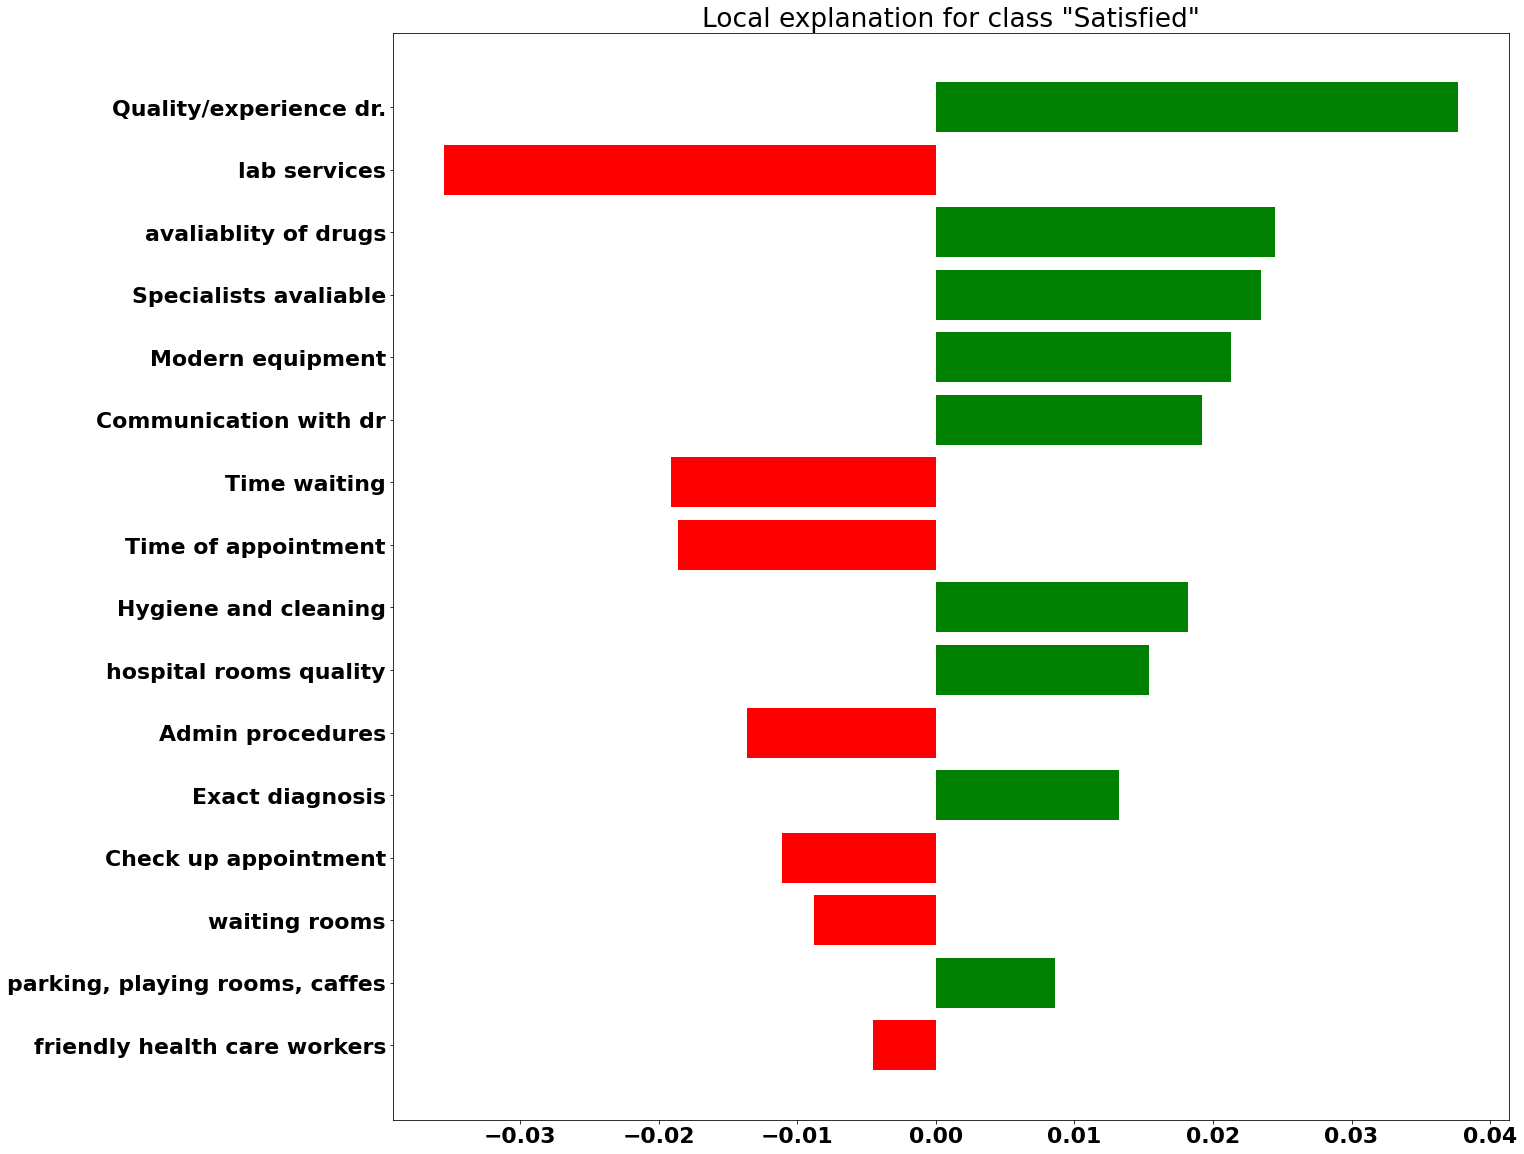 Local explanation for class "Satisfied"
Quality/experience dr.
lab services
avaliablity of drugs
Specialists avaliable
Modern equipment
Communication with dr
Time waiting
Time of appointment
Hygiene and cleaning
hospital rooms quality
Admin procedures
Exact diagnosis
Check up appointment
waiting rooms
parking, playing rooms, caffes
friendly health care workers
−0.03 −0.02 −0.01 0.00 0.01 0.02 0.03 0.04